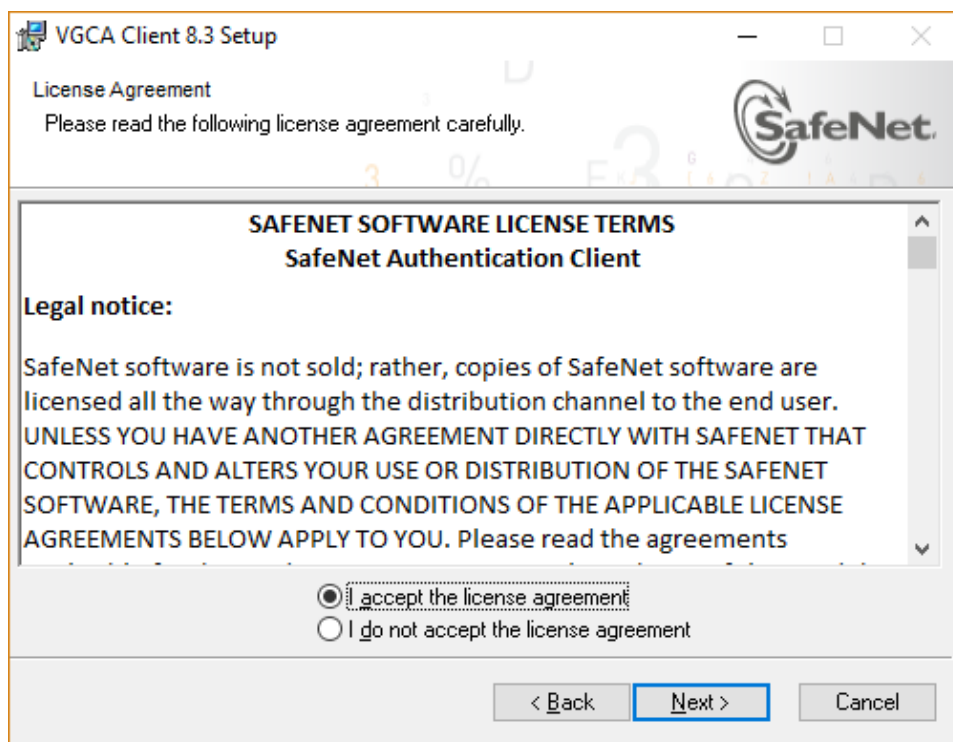 VGCA Client 8.3 Setup
License Agreement
Please read the following license agreement carefully.
SafeNet.
SAFENET SOFTWARE LICENSE TERMS
SafeNet Authentication Client
Legal notice:
SafeNet software is not sold; rather, copies of SafeNet software are
licensed all the way through the distribution channel to the end user.
UNLESS YOU HAVE ANOTHER AGREEMENT DIRECTLY WITH SAFENET THAT
CONTROLS AND ALTERS YOUR USE OR DISTRIBUTION OF THE SAFENET
SOFTWARE, THE TERMS AND CONDITIONS OF THE APPLICABLE LICENSE
AGREEMENTS BELOW APPLY TO YOU. Please read the agreements
I accept the license agreement
I do not accept the license agreement
< Back
Next >
Cancel